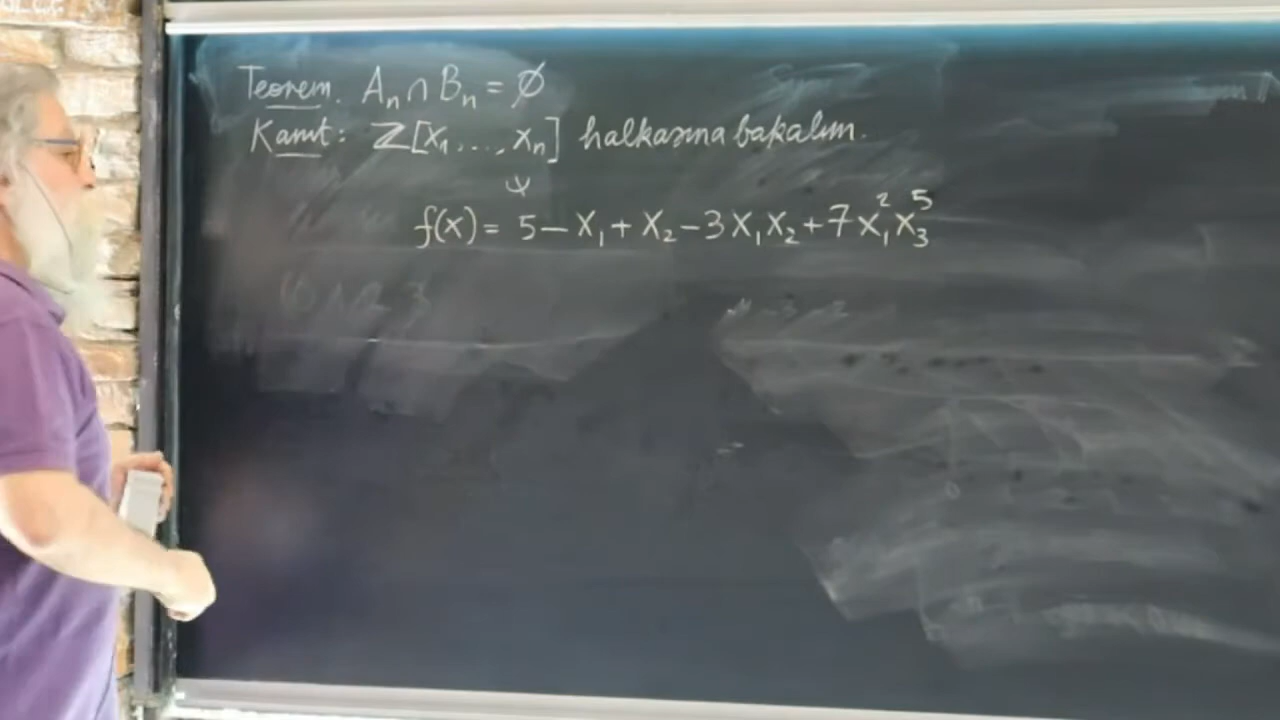 Teorem. Aₙ ∩ Bₙ = ∅
Kanıt: ℤ[x₁, ..., xₙ] halkasına bakalım.
ψ
f(x) = 5 − x₁ + x₂ − 3x₁x₂ + 7x₁²x₃⁵